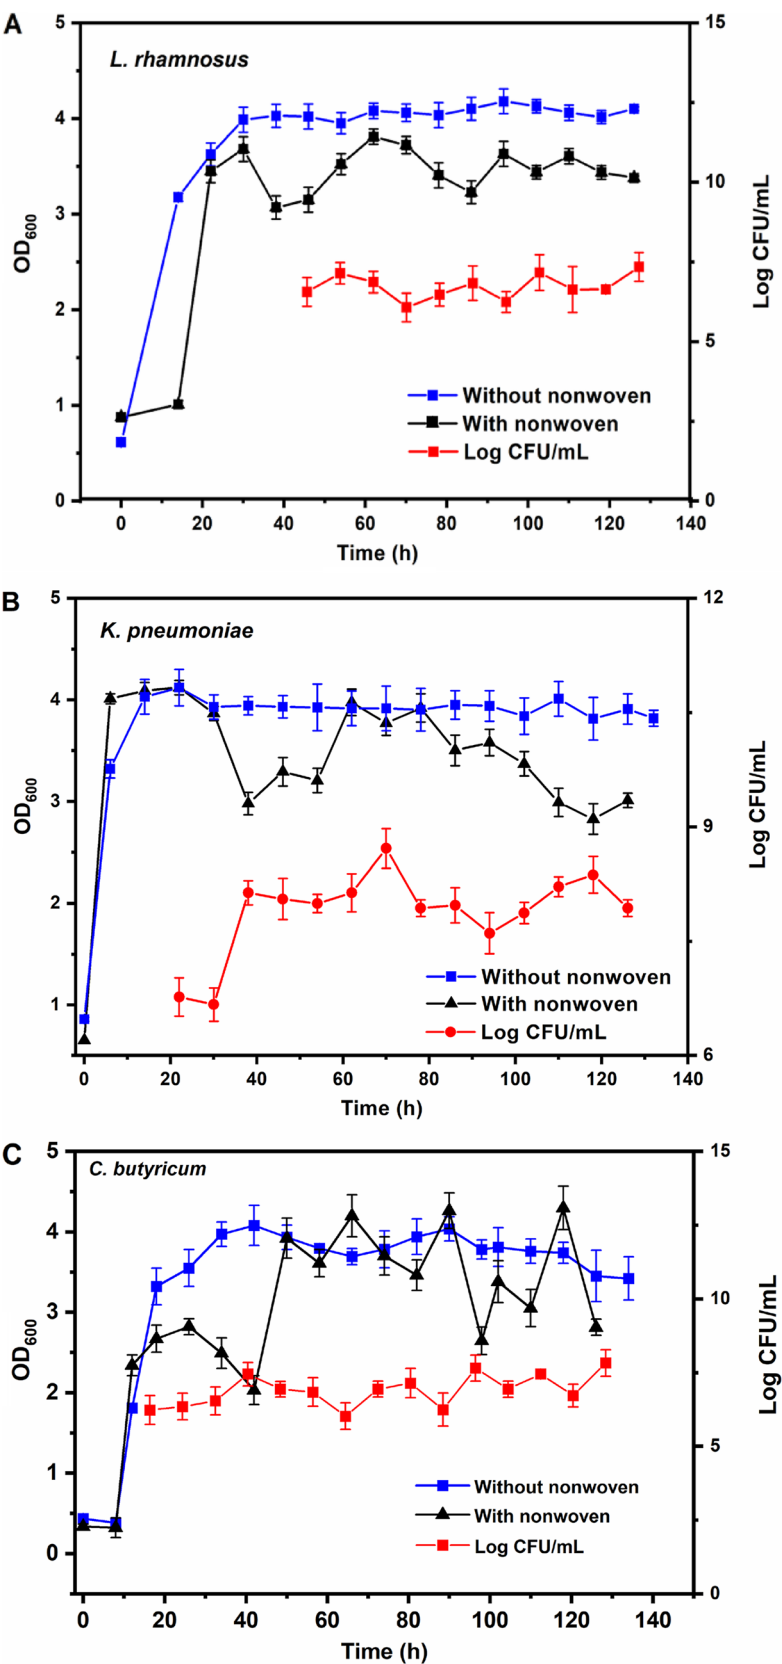 A
L. rhamnosus
5
4
3
2
1
0
OD600
15
10
5
0
Log CFU/mL
Without nonwoven
With nonwoven
Log CFU/mL
0 20 40 60 80 100 120 140
Time (h)
B
K. pneumoniae
5
4
3
2
1
OD600
12
9
6
Log CFU/mL
Without nonwoven
With nonwoven
Log CFU/mL
0 20 40 60 80 100 120 140
Time (h)
C
C. butyricum
5
4
3
2
1
0
OD600
15
10
5
0
Log CFU/mL
Without nonwoven
With nonwoven
Log CFU/mL
0 20 40 60 80 100 120 140
Time (h)